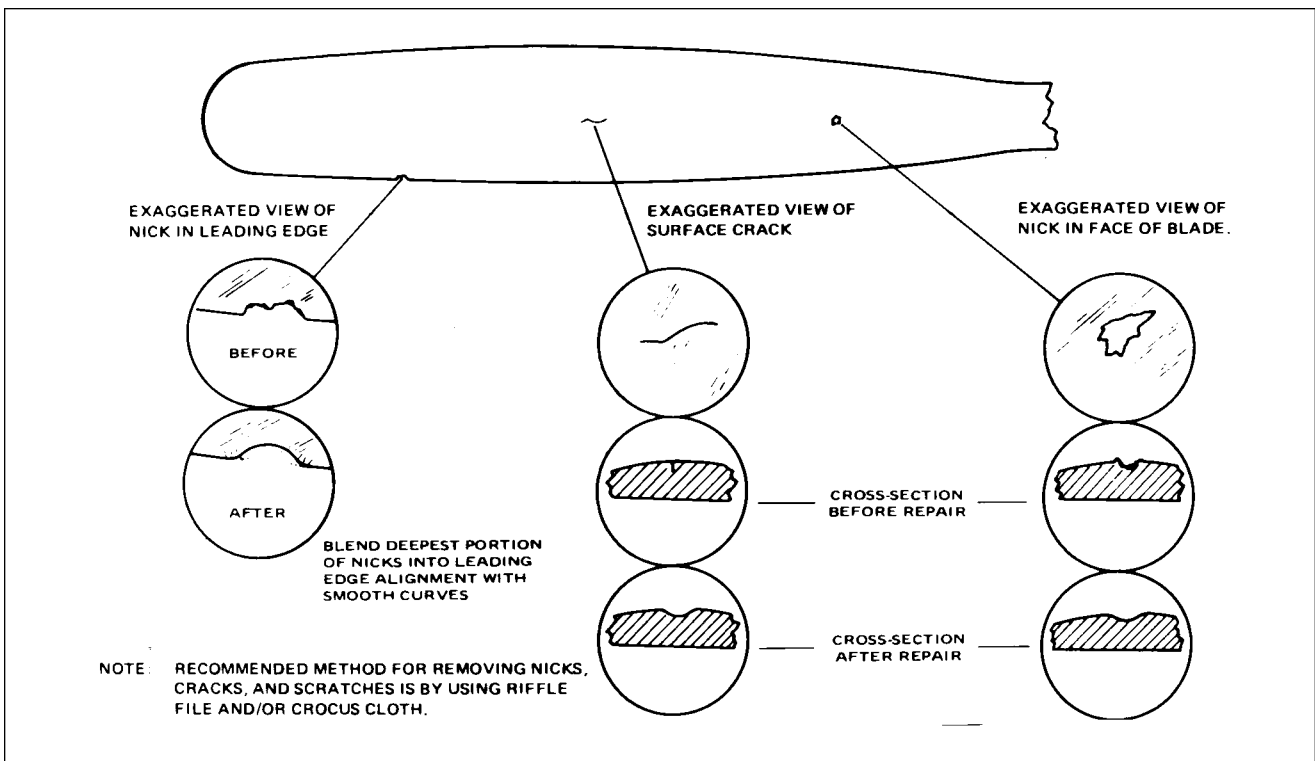 EXAGGERATED VIEW OF
NICK IN LEADING EDGE
BEFORE
AFTER
BLEND DEEPEST PORTION
OF NICKS INTO LEADING
EDGE ALIGNMENT WITH
SMOOTH CURVES
EXAGGERATED VIEW OF
SURFACE CRACK
EXAGGERATED VIEW OF
NICK IN FACE OF BLADE.
CROSS-SECTION
BEFORE REPAIR
CROSS-SECTION
AFTER REPAIR
NOTE: RECOMMENDED METHOD FOR REMOVING NICKS,
CRACKS, AND SCRATCHES IS BY USING RIFFLE
FILE AND/OR CROCUS CLOTH.